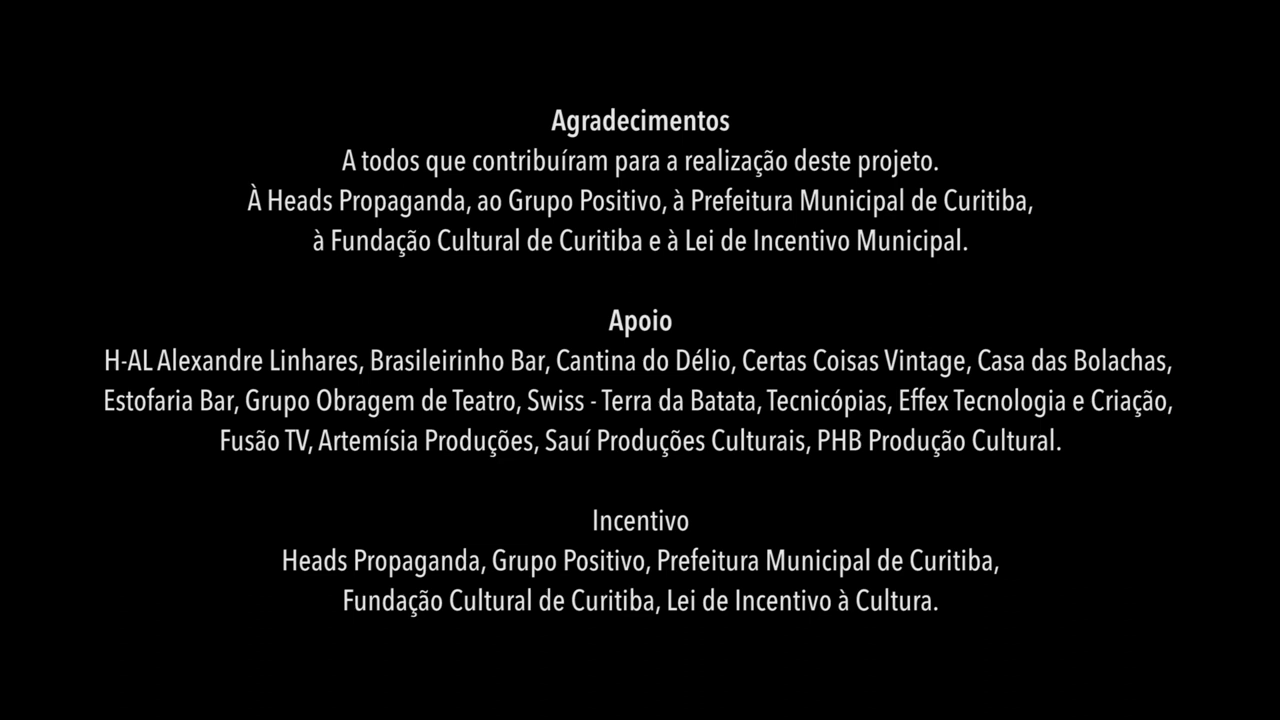 Agradecimentos
A todos que contribuíram para a realização deste projeto.
À Heads Propaganda, ao Grupo Positivo, à Prefeitura Municipal de Curitiba,
à Fundação Cultural de Curitiba e à Lei de Incentivo Municipal.
Apoio
H-AL Alexandre Linhares, Brasileirinho Bar, Cantina do Délio, Certas Coisas Vintage, Casa das Bolachas,
Estofaria Bar, Grupo Obragem de Teatro, Swiss - Terra da Batata, Tecnicópias, Effex Tecnologia e Criação,
Fusão TV, Artemísia Produções, Sauí Produções Culturais, PHB Produção Cultural.
Incentivo
Heads Propaganda, Grupo Positivo, Prefeitura Municipal de Curitiba,
Fundação Cultural de Curitiba, Lei de Incentivo à Cultura.